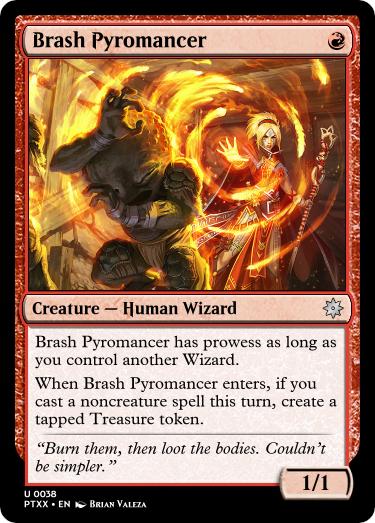 Brash Pyromancer
Creature — Human Wizard
Brash Pyromancer has prowess as long as
you control another Wizard.
When Brash Pyromancer enters, if you
cast a noncreature spell this turn, create a
tapped Treasure token.
“Burn them, then loot the bodies. Couldn’t
be simpler.”
1/1
U 0038
PTXX • EN Brian Valeza